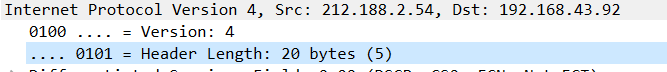 Internet Protocol Version 4, Src: 212.188.2.54, Dst: 192.168.43.92
0100 .... = Version: 4
.... 0101 = Header Length: 20 bytes (5)